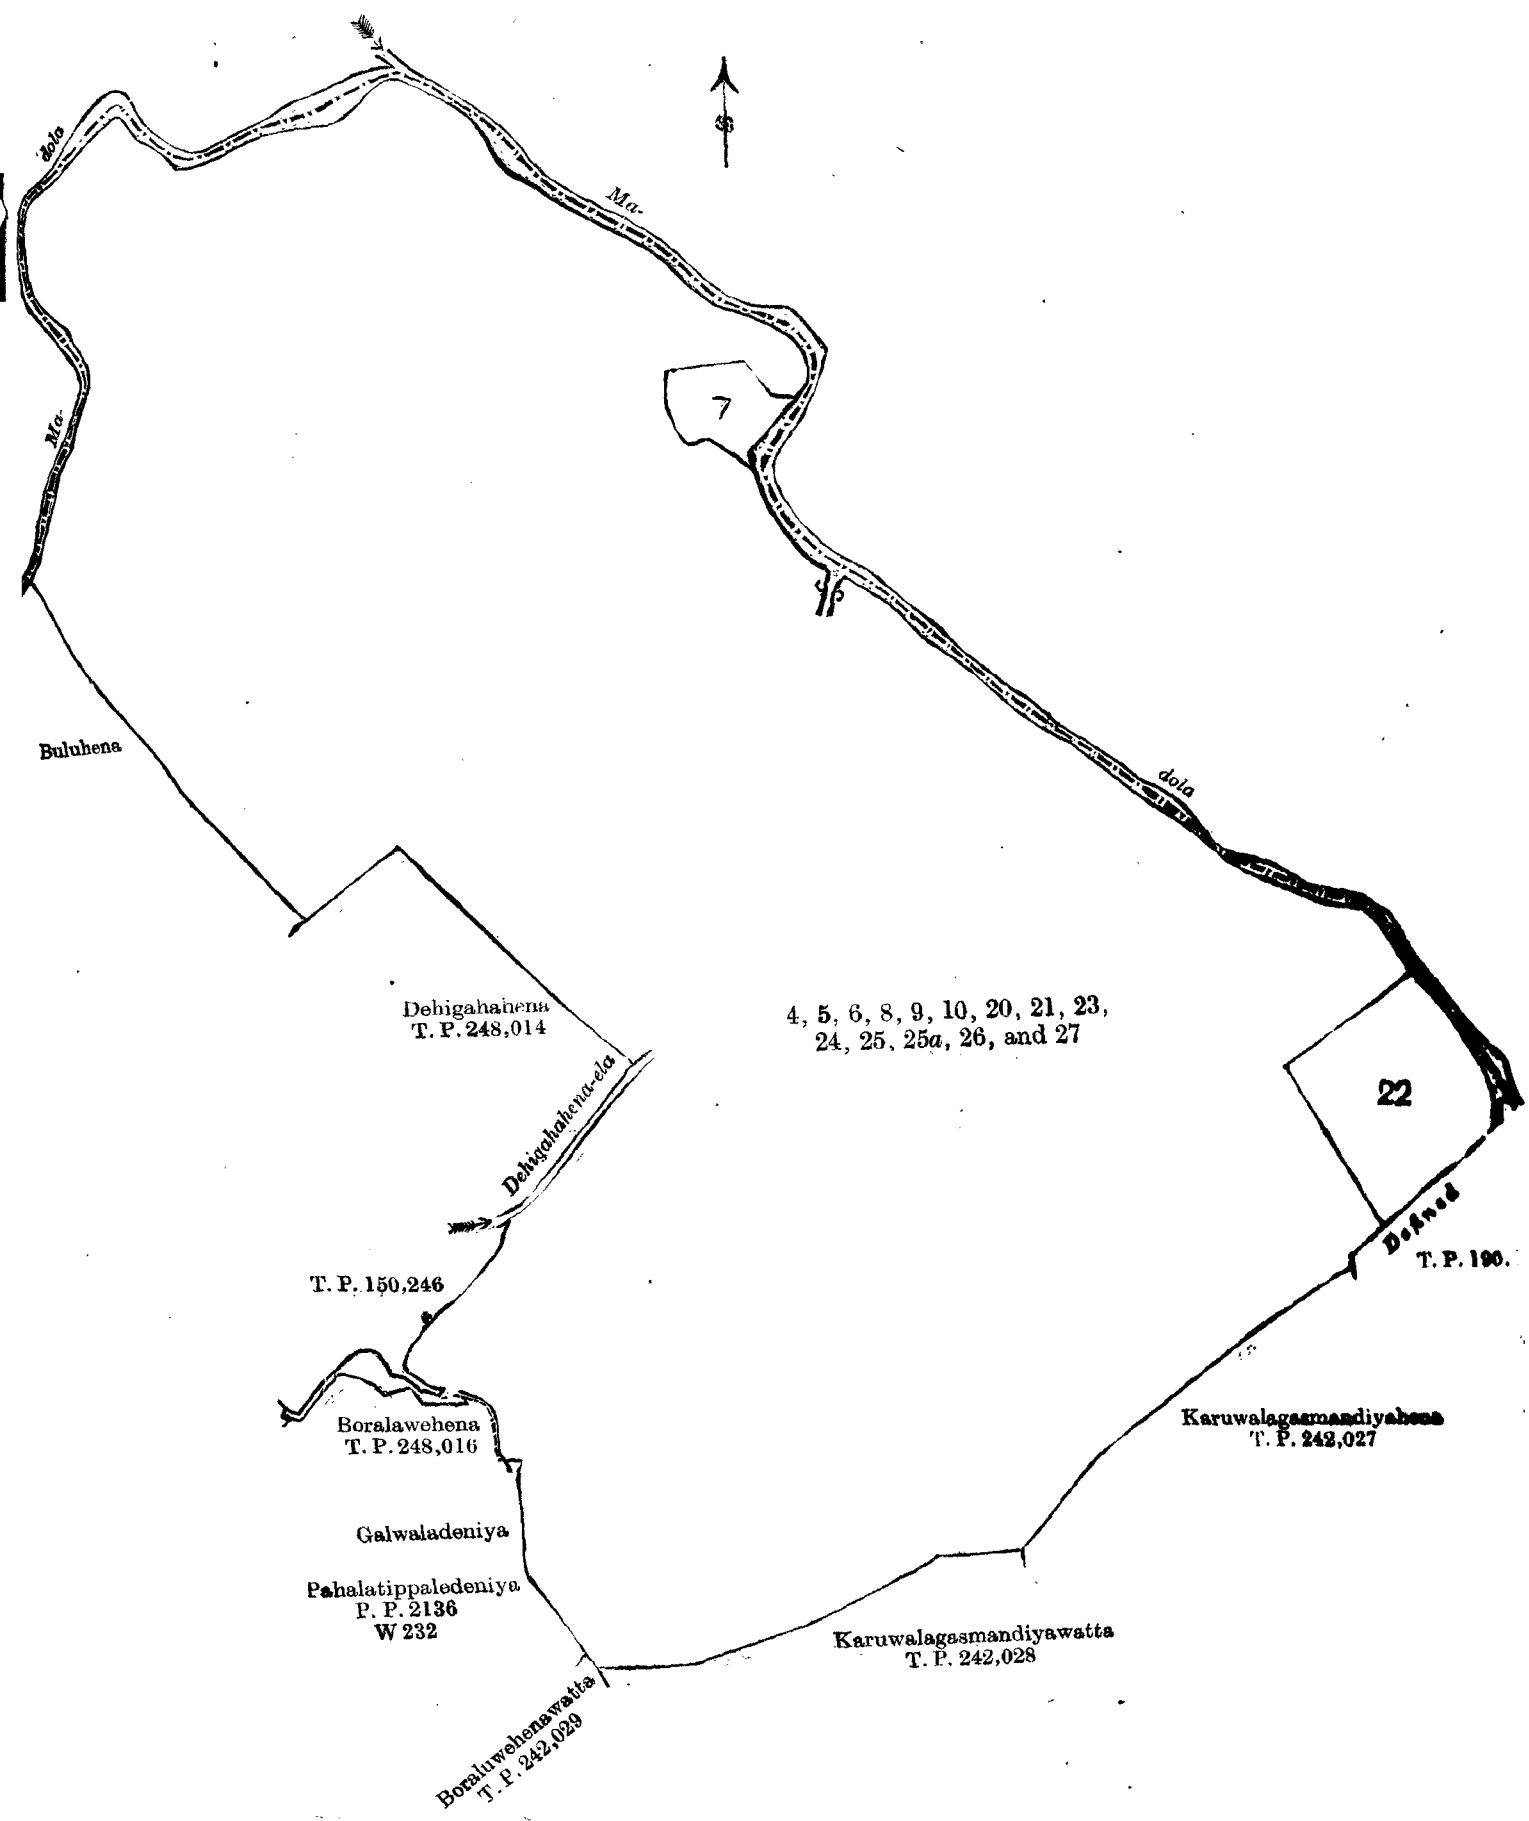 dola
Ma-
Ma-
7
dola
Buluhena
Dehigahahena
T. P. 248,014
4, 5, 6, 8, 9, 10, 20, 21, 23,
24, 25, 25a, 26, and 27
22
Dehigahahena-ela
Defined
T. P. 190.
T. P. 150,246
Boralawehena
T. P. 248,016
Karuwalagasmandiyahena
T. P. 242,027
Galwaladeniya
Pahalatippaledeniya
P. P. 2136
W 232
Karuwalagasmandiyawatta
T. P. 242,028
Boraluwehenawatta
T. P. 242,029